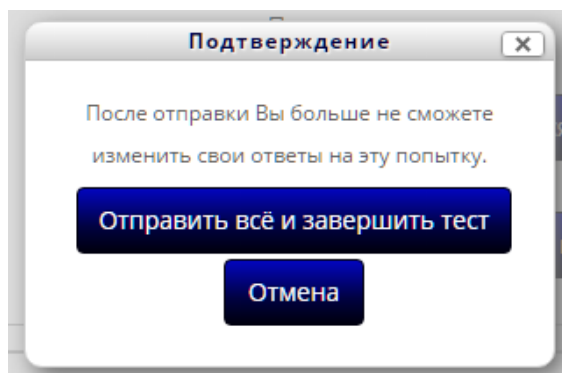 Подтверждение
После отправки Вы больше не сможете
изменить свои ответы на эту попытку.
Отправить всё и завершить тест
Отмена